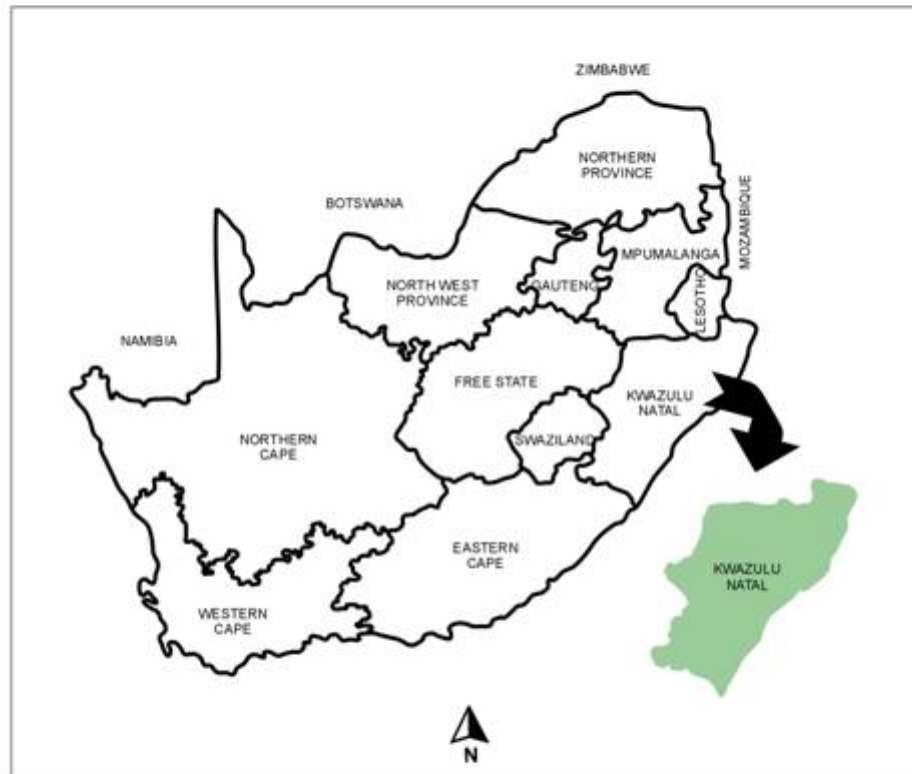 ZIMBABWE
NORTHERN
PROVINCE
MOZAMBIQUE
BOTSWANA
MPUMALANGA
NORTH WEST
PROVINCE
GAUTENG
LESOTHO
NAMIBIA
FREE STATE
KWAZULU
NATAL
NORTHERN
CAPE
SWAZILAND
EASTERN
CAPE
KWAZULU
NATAL
WESTERN
CAPE
N